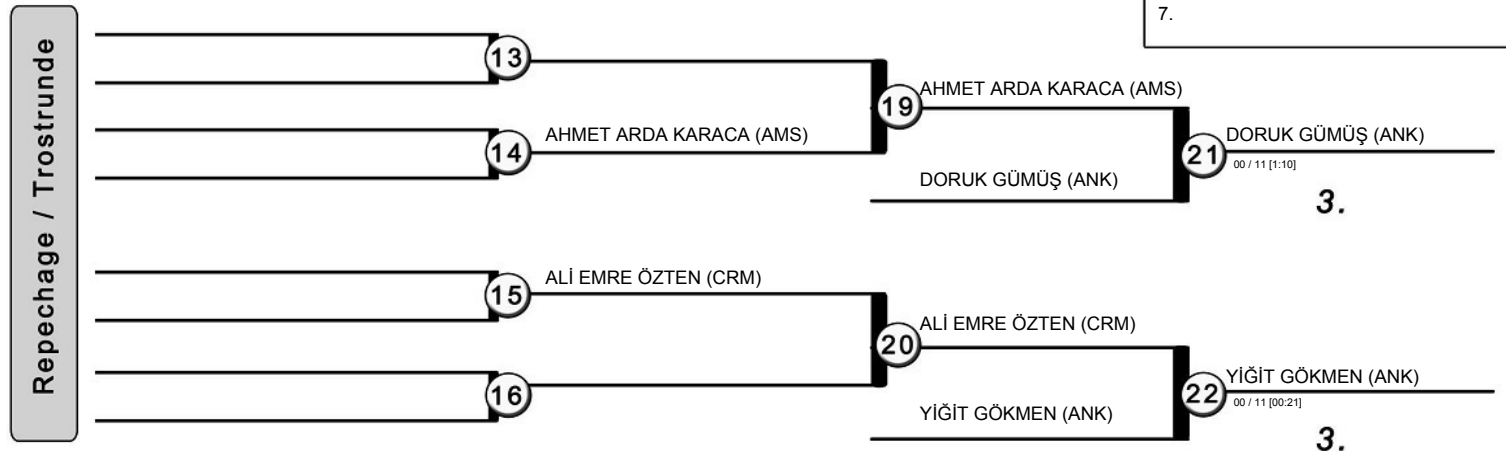 7.
Repechage / Trostrunde
13
19
AHMET ARDA KARACA (AMS)
14
AHMET ARDA KARACA (AMS)
21
DORUK GÜMÜŞ (ANK)
00 / 11 [1:10]
DORUK GÜMÜŞ (ANK)
3.
15
ALİ EMRE ÖZTEN (CRM)
20
ALİ EMRE ÖZTEN (CRM)
16
22
YİĞİT GÖKMEN (ANK)
00 / 11 [00:21]
YİĞİT GÖKMEN (ANK)
3.